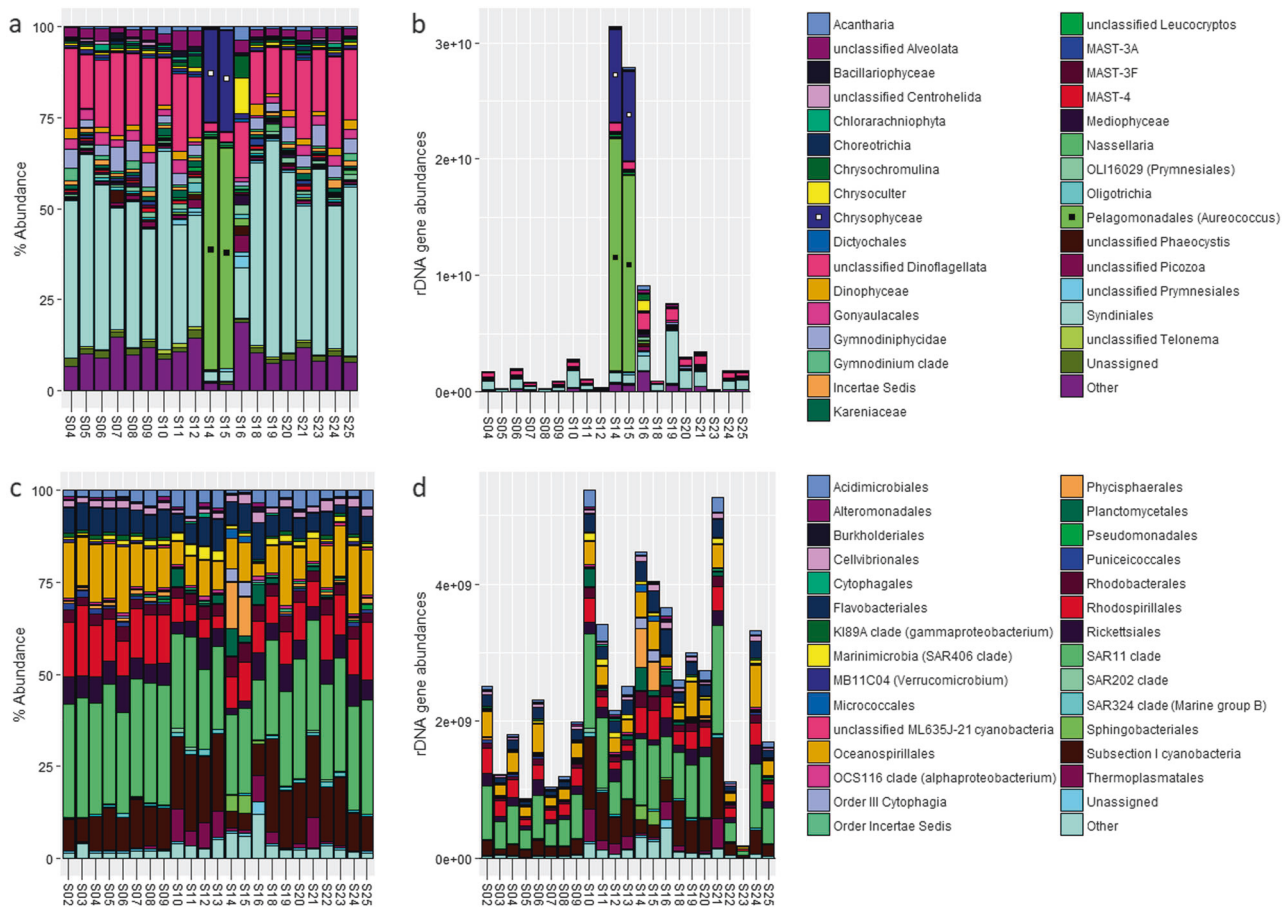 a
% Abundance
100
75
50
25
0
S04 S05 S06 S07 S08 S09 S10 S11 S12 S14 S15 S16 S18 S19 S20 S21 S23 S24 S25
b
rDNA gene abundances
3e+10
2e+10
1e+10
0e+00
S04 S05 S06 S07 S08 S09 S10 S11 S12 S14 S15 S16 S18 S19 S20 S21 S23 S24 S25
Acantharia
unclassified Alveolata
Bacillariophyceae
unclassified Centrohelida
Chlorarachniophyta
Choreotrichia
Chrysochromulina
Chrysoculter
Chrysophyceae
Dictyochales
unclassified Dinoflagellata
Dinophyceae
Gonyaulacales
Gymnodiniphycidae
Gymnodinium clade
Incertae Sedis
Kareniaceae
unclassified Leucocryptos
MAST-3A
MAST-3F
MAST-4
Mediophyceae
Nassellaria
OLI16029 (Prymnesiales)
Oligotrichia
Pelagomonadales (Aureococcus)
unclassified Phaeocystis
unclassified Picozoa
unclassified Prymnesiales
Syndiniales
unclassified Telonema
Unassigned
Other
c
% Abundance
100
75
50
25
0
S02 S03 S04 S05 S06 S07 S08 S09 S10 S11 S12 S13 S14 S15 S16 S18 S19 S20 S21 S22 S23 S24 S25
d
rDNA gene abundances
4e+09
2e+09
0e+00
S02 S03 S04 S05 S06 S07 S08 S09 S10 S11 S12 S13 S14 S15 S16 S18 S19 S20 S21 S22 S23 S24 S25
Acidimicrobiales
Alteromonadales
Burkholderiales
Cellvibrionales
Cytophagales
Flavobacteriales
KI89A clade (gammaproteobacterium)
Marinimicrobia (SAR406 clade)
MB11C04 (Verrucomicrobium)
Micrococcales
unclassified ML635J-21 cyanobacteria
Oceanospirillales
OCS116 clade (alphaproteobacterium)
Order III Cytophagia
Order Incertae Sedis
Phycisphaerales
Planctomycetales
Pseudomonadales
Puniceicoccales
Rhodobacterales
Rhodospirillales
Rickettsiales
SAR11 clade
SAR202 clade
SAR324 clade (Marine group B)
Sphingobacteriales
Subsection I cyanobacteria
Thermoplasmatales
Unassigned
Other